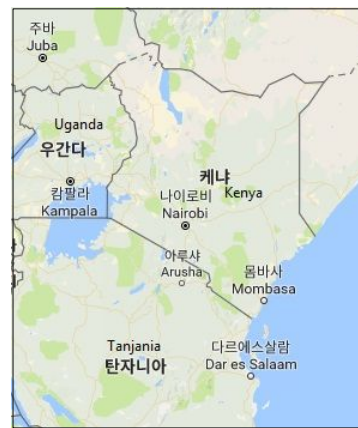 주바
Juba
Uganda
우간다
캄팔라
Kampala
케냐
Kenya
나이로비
Nairobi
아루샤
Arusha
몸바사
Mombasa
Tanjania
탄자니아
다르에스살람
Dar es Salaam